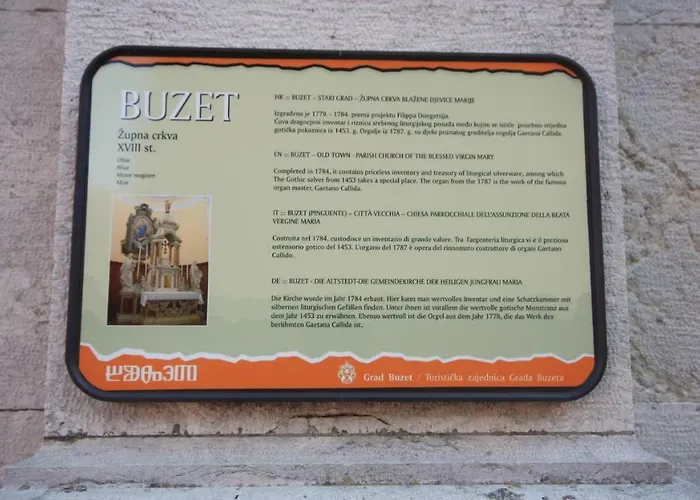 BUZET
Župna crkva
XVIII st.
Oltar
Altar
Altare maggiore
Altar
HR ::: BUZET – STARI GRAD – ŽUPNA CRKVA BLAŽENE DJEVICE MARIJE
Izgrađena je 1779. - 1784. prema projektu Filippa Dongettija.
Čuva dragocjeni inventar i riznicu srebrenog liturgijskog posuđa među kojim se ističe posebno vrijedna
gotička pokaznica iz 1453. g. Orgulje iz 1787. g. su djelo poznatog graditelja orgulja Gaetana Callida.
EN ::: BUZET – OLD TOWN - PARISH CHURCH OF THE BLESSED VIRGIN MARY
Completed in 1784, it contains priceless inventory and treasury of liturgical silverware, among which
The Gothic salver from 1453 takes a special place. The organ from the 1787 is the work of the famous
organ master, Gaetano Callido.
IT ::: BUZET (PINGUENTE) – CITTÀ VECCHIA – CHIESA PARROCCHIALE DELL'ASSUNZIONE DELLA BEATA
VERGINE MARIA
Costruita nel 1784, custodisce un inventario di grande valore. Tra l'argenteria liturgica vi è il prezioso
ostensorio gotico del 1453. L'organo del 1787 è opera del rinnomato costruttore di organi Gaetano
Callido.
DE ::: BUZET - DIE ALTSTEDT-DIE GEMEINDEKIRCHE DER HEILIGEN JUNGFRAU MARIA
Die Kirche wurde im Jahr 1784 erbaut. Hier kann man wertvolles Inventar und eine Schatzkammer mit
silbernen liturgischen Gefäßen finden. Unter ihnen ist vorallem die wertvolle gotische Monstranz aus
dem Jahr 1453 zu erwähnen. Ebenso wertvoll ist die Orgel aus dem Jahr 1778, die das Werk des
berühmten Gaetana Callida ist.
Grad Buzet / Turistička zajednica Grada Buzeta